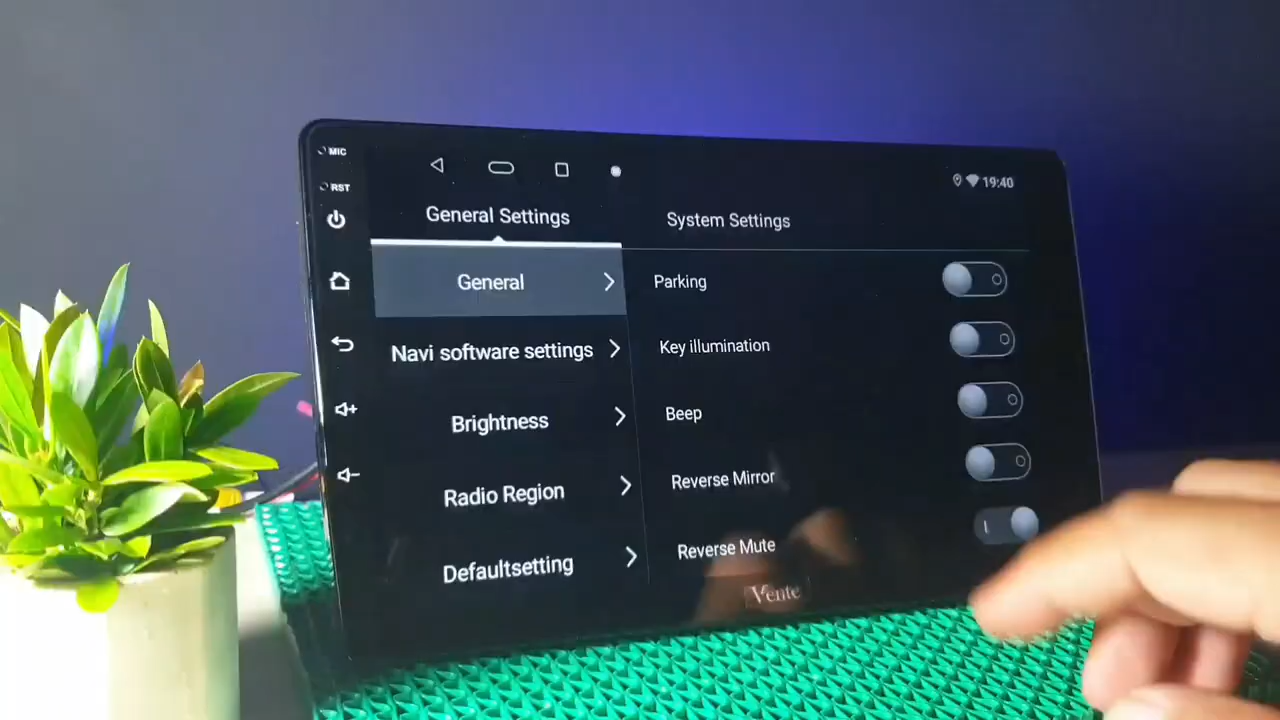 MIC
RST
19:40
General Settings
System Settings
General
Parking
Navi software settings
Key illumination
Brightness
Beep
Radio Region
Reverse Mirror
Defaultsetting
Reverse Mute
Vente